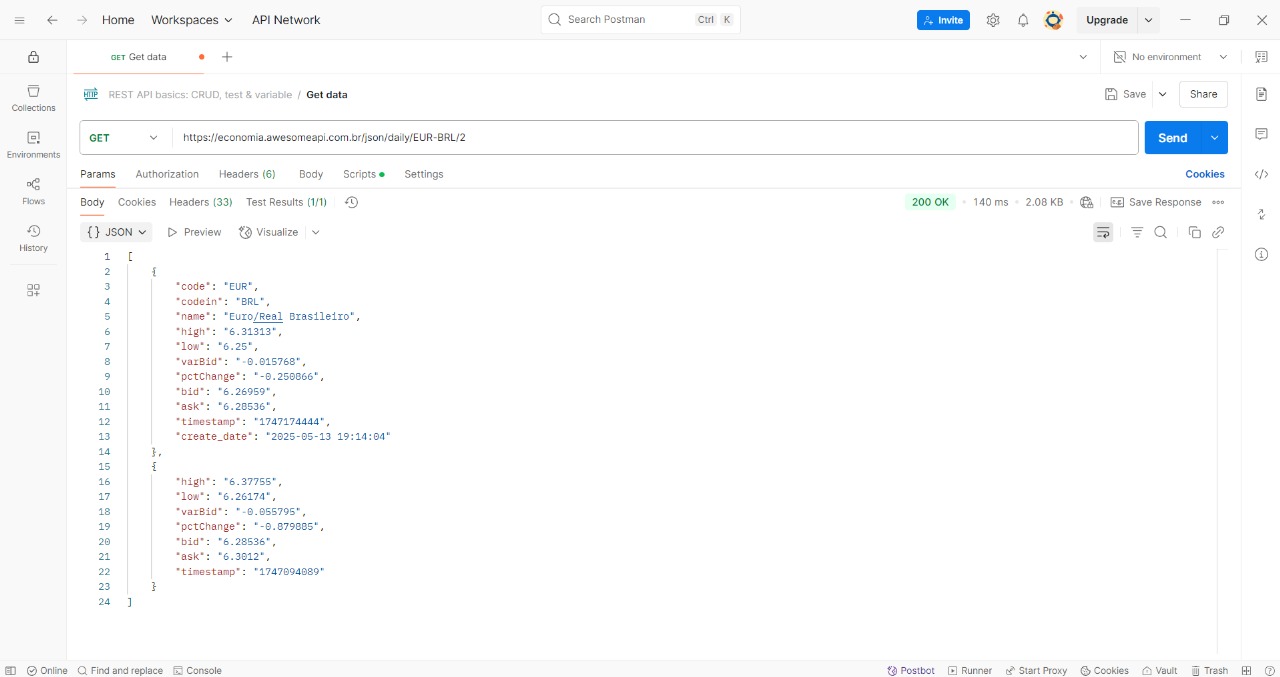 Home Workspaces API Network Search Postman Ctrl K Invite Upgrade
GET Get data No environment
HTTP REST API basics: CRUD, test & variable / Get data Save Share
GET https://economia.awesomeapi.com.br/json/daily/EUR-BRL/2 Send
Params Authorization Headers (6) Body Scripts Settings Cookies
Body Cookies Headers (33) Test Results (1/1) 200 OK • 140 ms • 2.08 KB • Save Response
{} JSON Preview Visualize
Collections
Environments
Flows
History
1 [
2 {
3 "code": "EUR",
4 "codein": "BRL",
5 "name": "Euro/Real Brasileiro",
6 "high": "6.31313",
7 "low": "6.25",
8 "varBid": "-0.015768",
9 "pctChange": "-0.250866",
10 "bid": "6.26959",
11 "ask": "6.28536",
12 "timestamp": "1747174444",
13 "create_date": "2025-05-13 19:14:04"
14 },
15 {
16 "high": "6.37755",
17 "low": "6.26174",
18 "varBid": "-0.055795",
19 "pctChange": "-0.879885",
20 "bid": "6.28536",
21 "ask": "6.3012",
22 "timestamp": "1747094089"
23 }
24 ]
Online Find and replace Console Postbot Runner Start Proxy Cookies Vault Trash